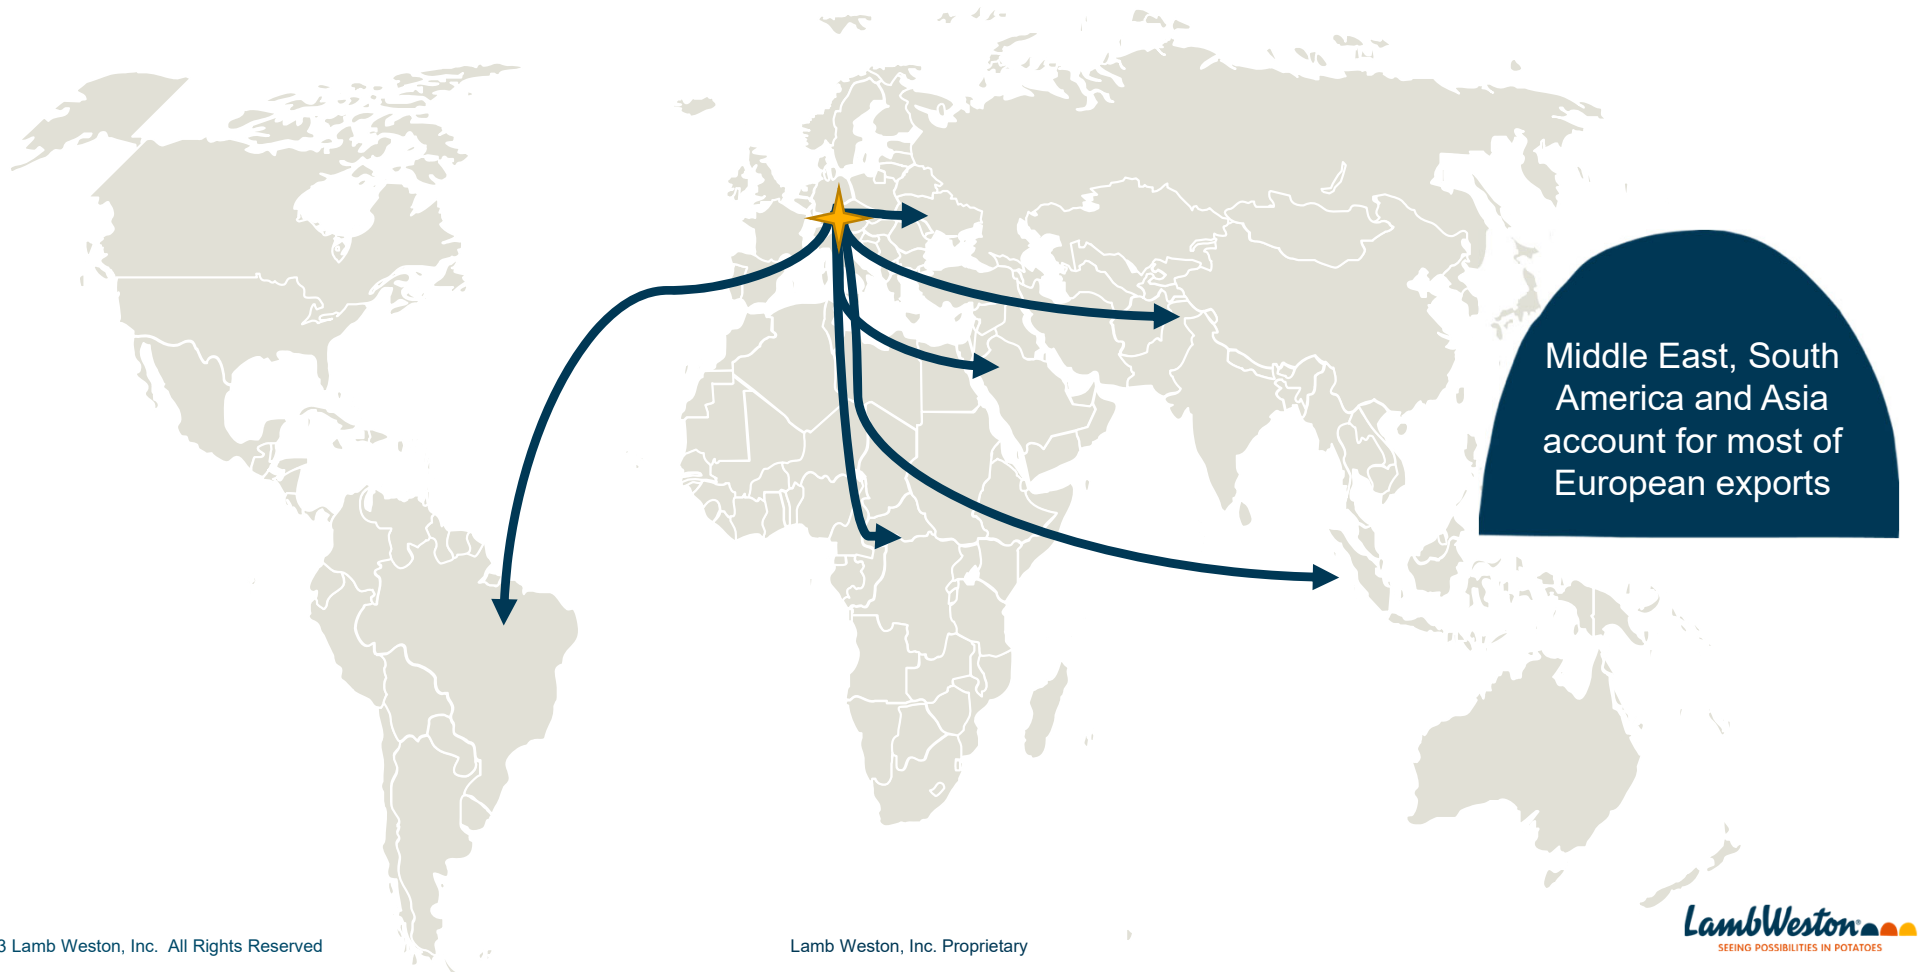 Middle East, South
America and Asia
account for most of
European exports
3 Lamb Weston, Inc. All Rights Reserved
Lamb Weston, Inc. Proprietary
LambWeston
SEEING POSSIBILITIES IN POTATOES